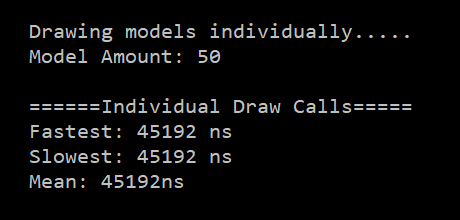 Drawing models individually.....
Model Amount: 50
======Individual Draw Calls=====
Fastest: 45192 ns
Slowest: 45192 ns
Mean: 45192ns